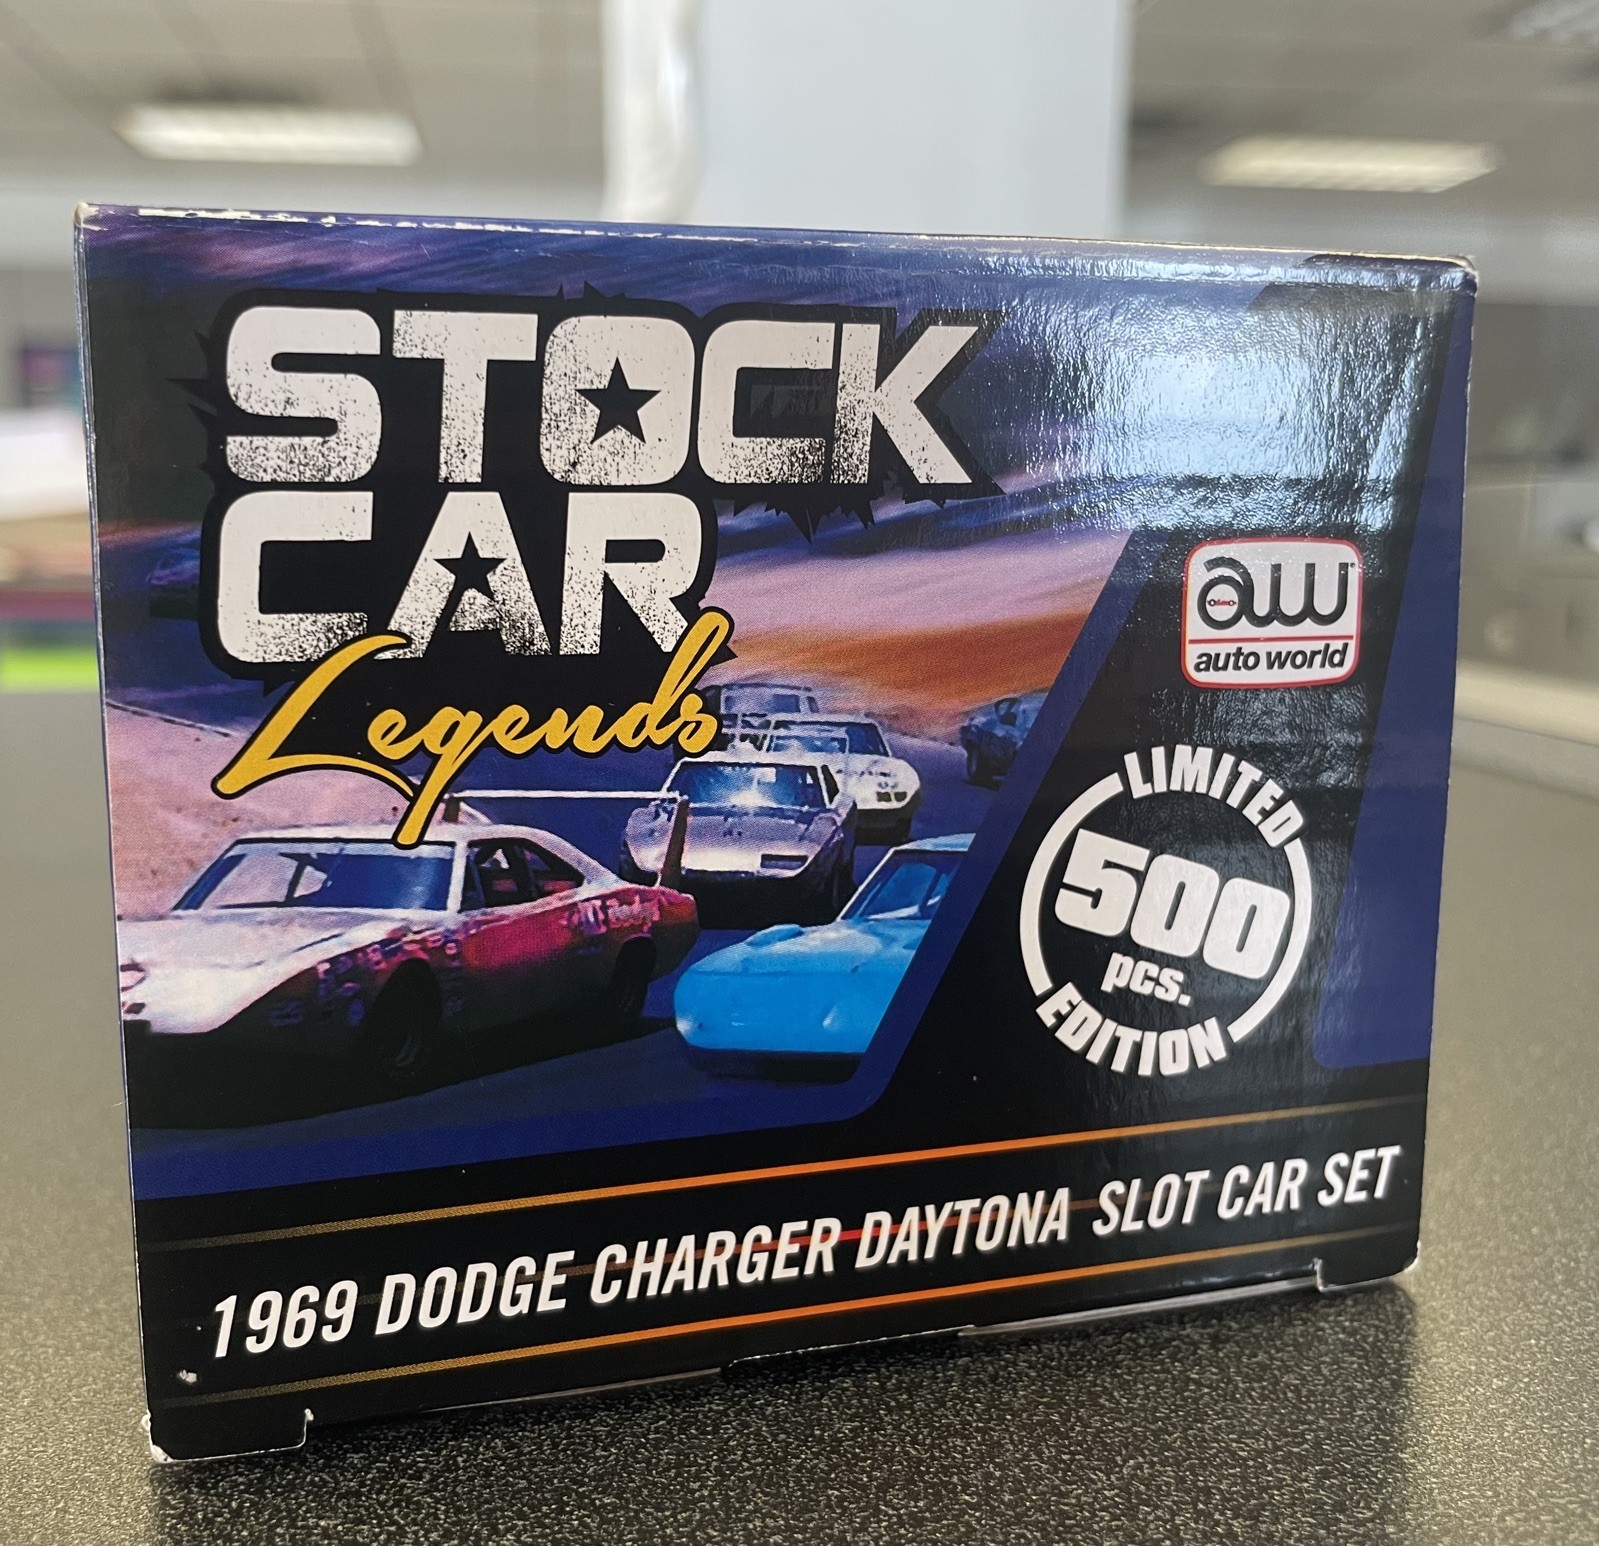 STOCK
CAR
Legends
aw
auto world
LIMITED
500
pcs.
EDITION
1969 DODGE CHARGER DAYTONA SLOT CAR SET